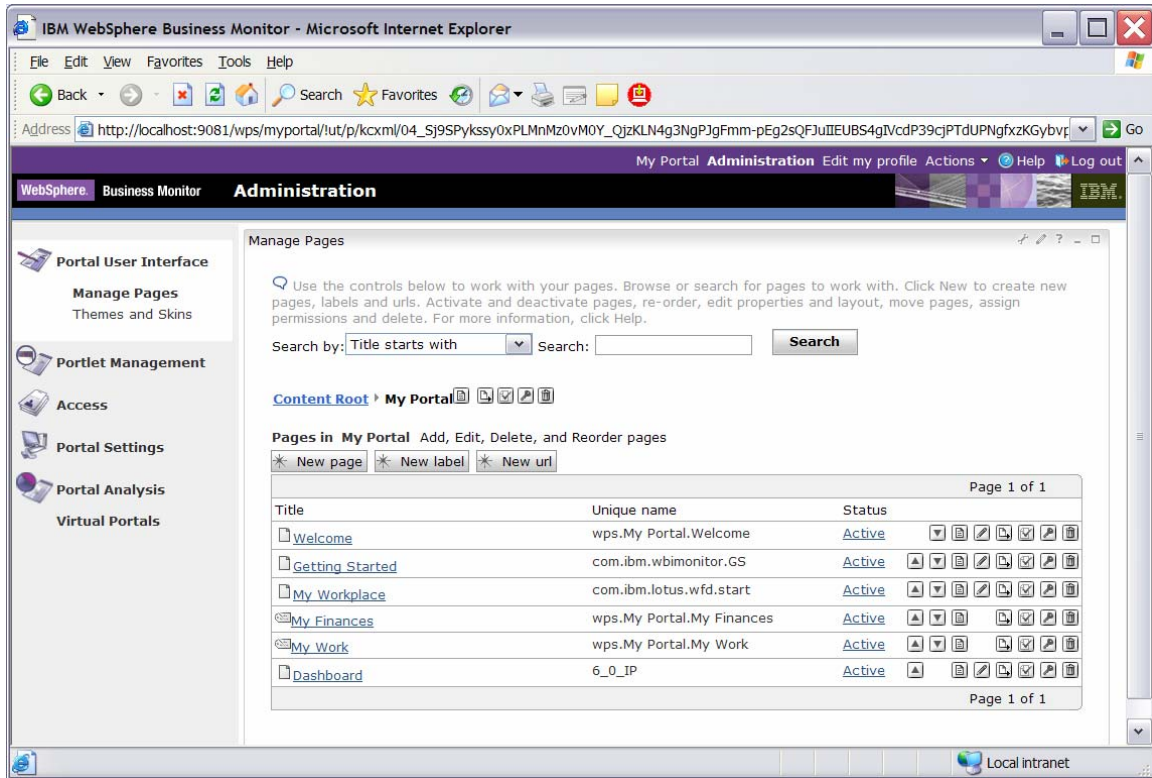 IBM WebSphere Business Monitor - Microsoft Internet Explorer
File Edit View Favorites Tools Help
Back Search Favorites
Address http://localhost:9081/wps/myportal/!ut/p/kcxml/ Go
My Portal Administration Edit my profile Actions Help Log out
WebSphere. Business Monitor Administration IBM.
Manage Pages
Portal User Interface
Manage Pages
Themes and Skins
Portlet Management
Access
Portal Settings
Portal Analysis
Virtual Portals
Use the controls below to work with your pages. Browse or search for pages to work with. Click New to create new
pages, labels and urls. Activate and deactivate pages, re-order, edit properties and layout, move pages, assign
permissions and delete. For more information, click Help.
Search by: Title starts with Search: Search
Content Root My Portal
Pages in My Portal Add, Edit, Delete, and Reorder pages
New page New label New url
Page 1 of 1
Title Unique name Status
Welcome wps.My Portal.Welcome Active
Getting Started com.ibm.wbimonitor.GS Active
My Workplace com.ibm.lotus.wfd.start Active
My Finances wps.My Portal.My Finances Active
My Work wps.My Portal.My Work Active
Dashboard 6_0_IP Active
Page 1 of 1
Local intranet